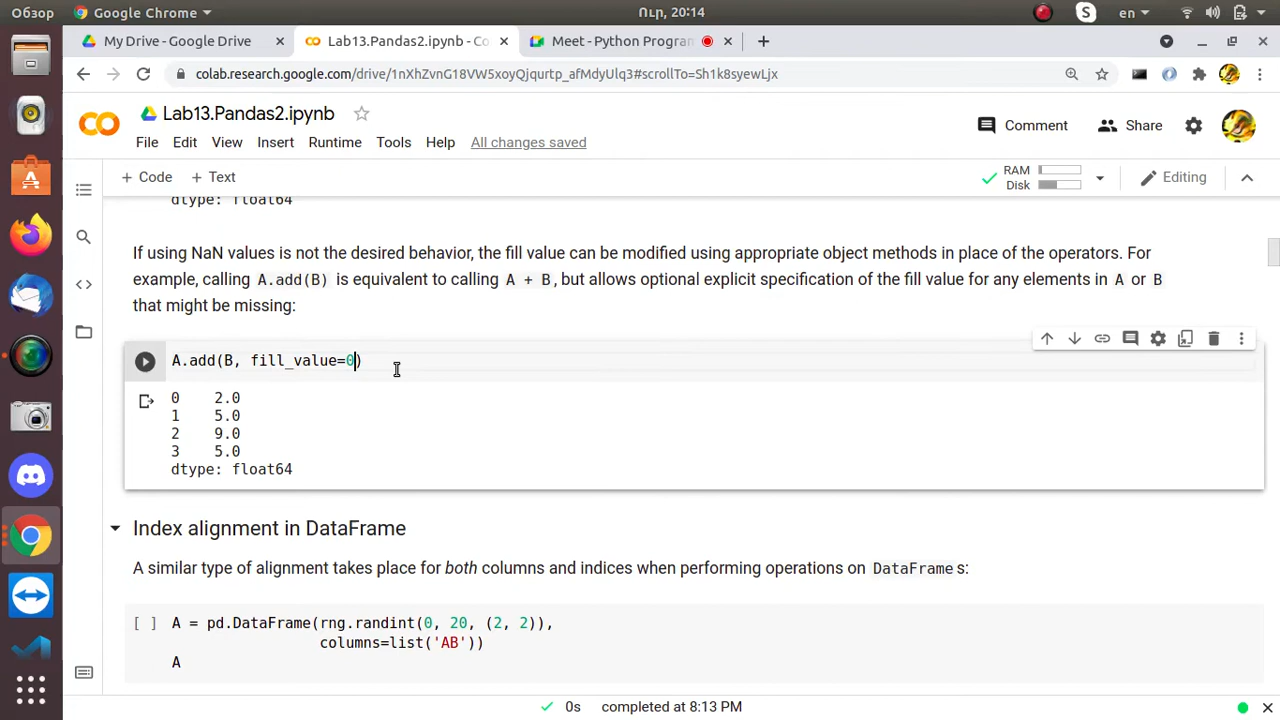 Обзор Google Chrome Ուր, 20:14 en
My Drive - Google Drive Lab13.Pandas2.ipynb - Co Meet - Python Program
colab.research.google.com/drive/1nXhZvnG18VW5xoyQjqurtp_afMdyUlq3#scrollTo=Sh1k8syewLjx
Lab13.Pandas2.ipynb
Comment Share
File Edit View Insert Runtime Tools Help All changes saved
+ Code + Text RAM Disk Editing
dtype: float64
If using NaN values is not the desired behavior, the fill value can be modified using appropriate object methods in place of the operators. For
example, calling A.add(B) is equivalent to calling A + B, but allows optional explicit specification of the fill value for any elements in A or B
that might be missing:
A.add(B, fill_value=0)
0 2.0
1 5.0
2 9.0
3 5.0
dtype: float64
Index alignment in DataFrame
A similar type of alignment takes place for both columns and indices when performing operations on DataFrame s:
[ ] A = pd.DataFrame(rng.randint(0, 20, (2, 2)),
columns=list('AB'))
A
0s completed at 8:13 PM